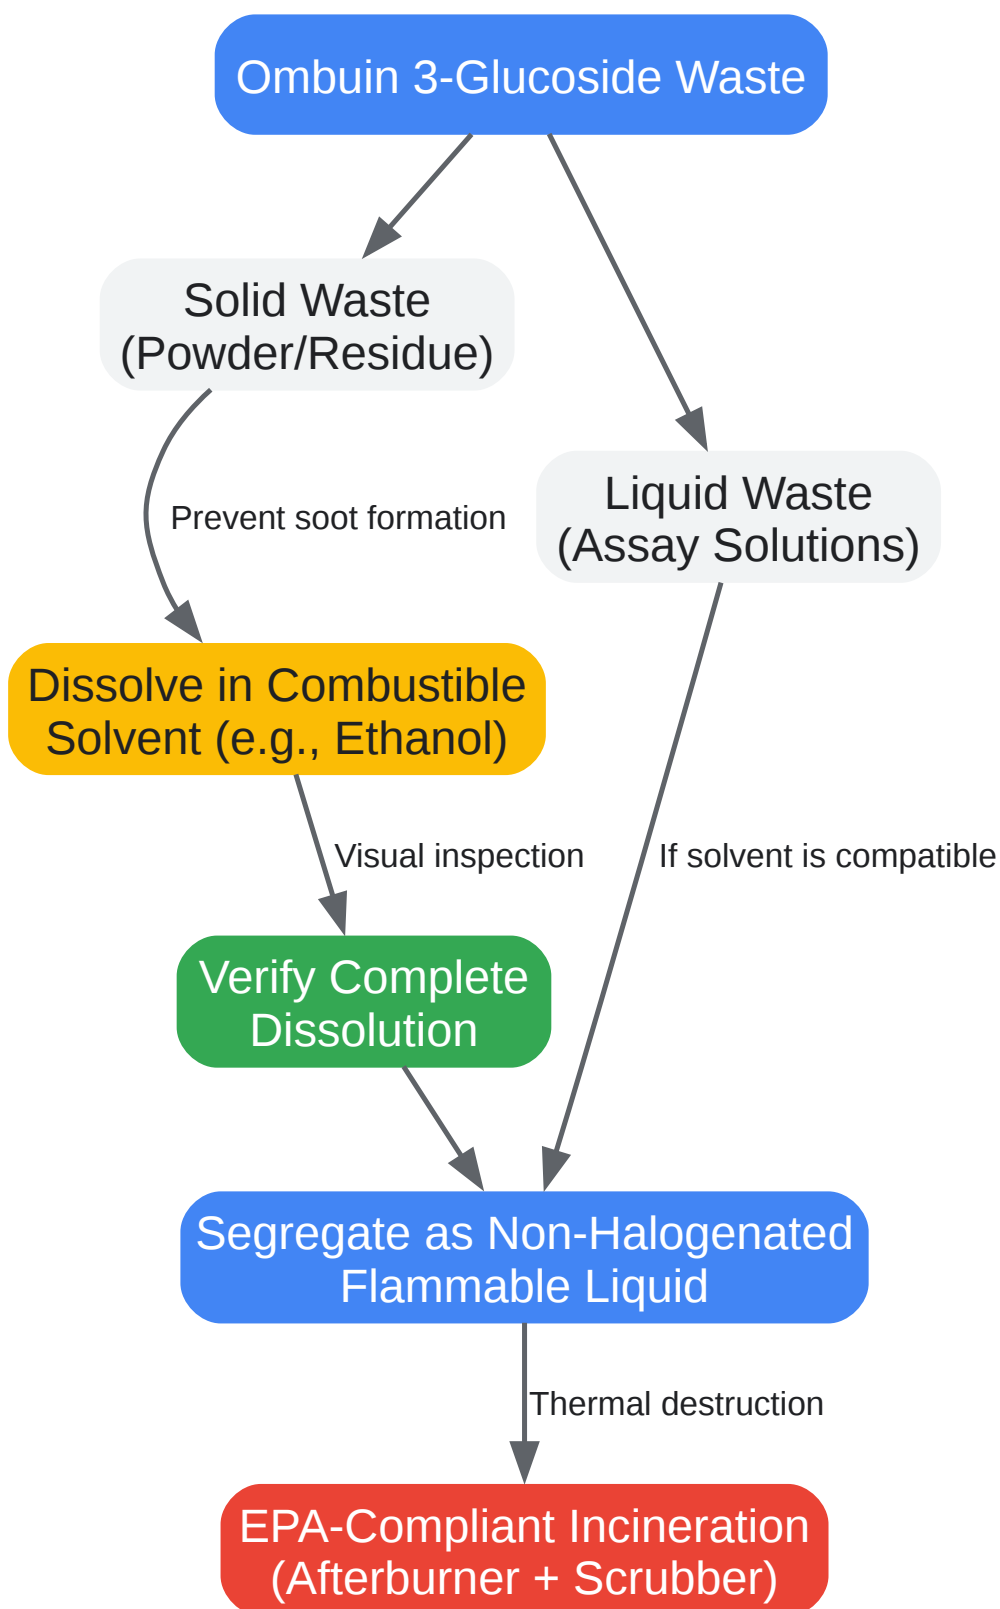 Ombuin 3-Glucoside Waste
Solid Waste
(Powder/Residue)
Liquid Waste
(Assay Solutions)
Prevent soot formation
Dissolve in Combustible
Solvent (e.g., Ethanol)
Visual inspection
If solvent is compatible
Verify Complete
Dissolution
Segregate as Non-Halogenated
Flammable Liquid
Thermal destruction
EPA-Compliant Incineration
(Afterburner + Scrubber)